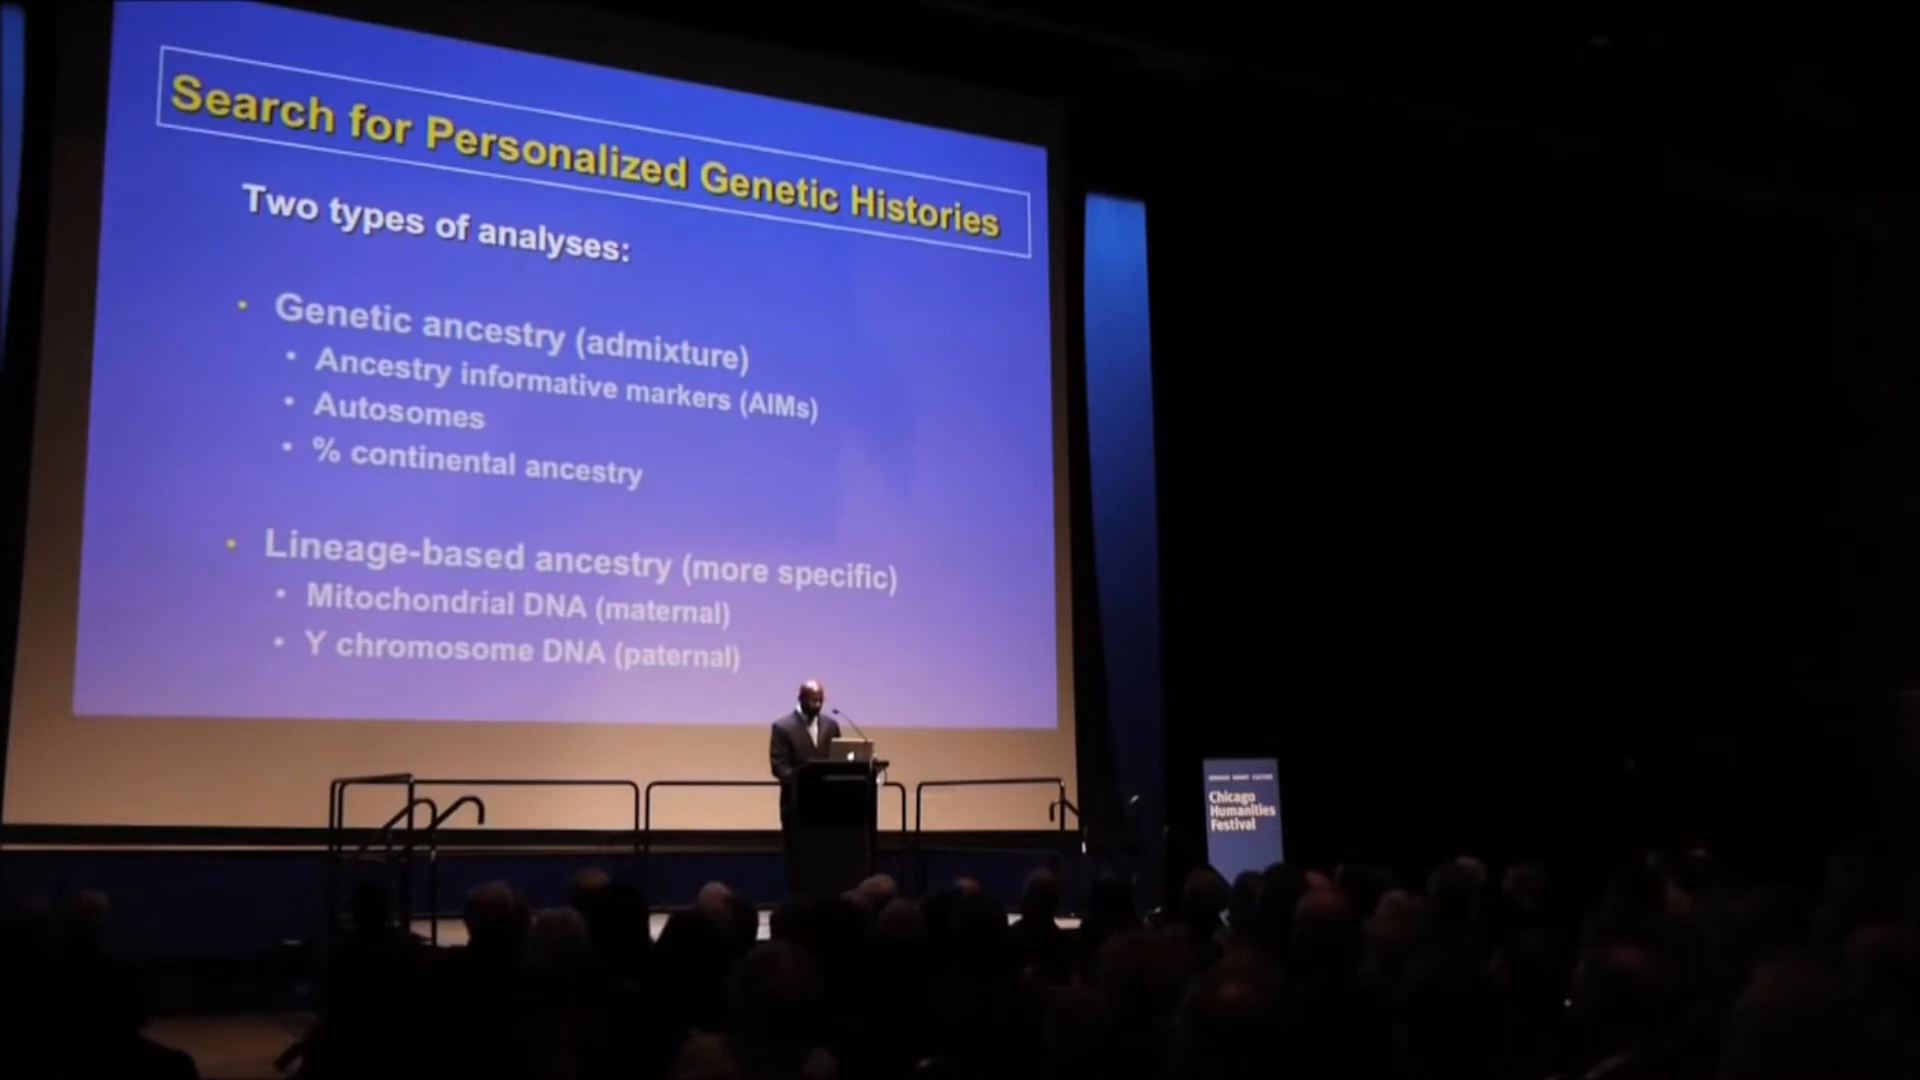 Search for Personalized Genetic Histories
Two types of analyses:
• Genetic ancestry (admixture)
• Ancestry informative markers (AIMs)
• Autosomes
• % continental ancestry
• Lineage-based ancestry (more specific)
• Mitochondrial DNA (maternal)
• Y chromosome DNA (paternal)
Chicago
Humanities
Festival